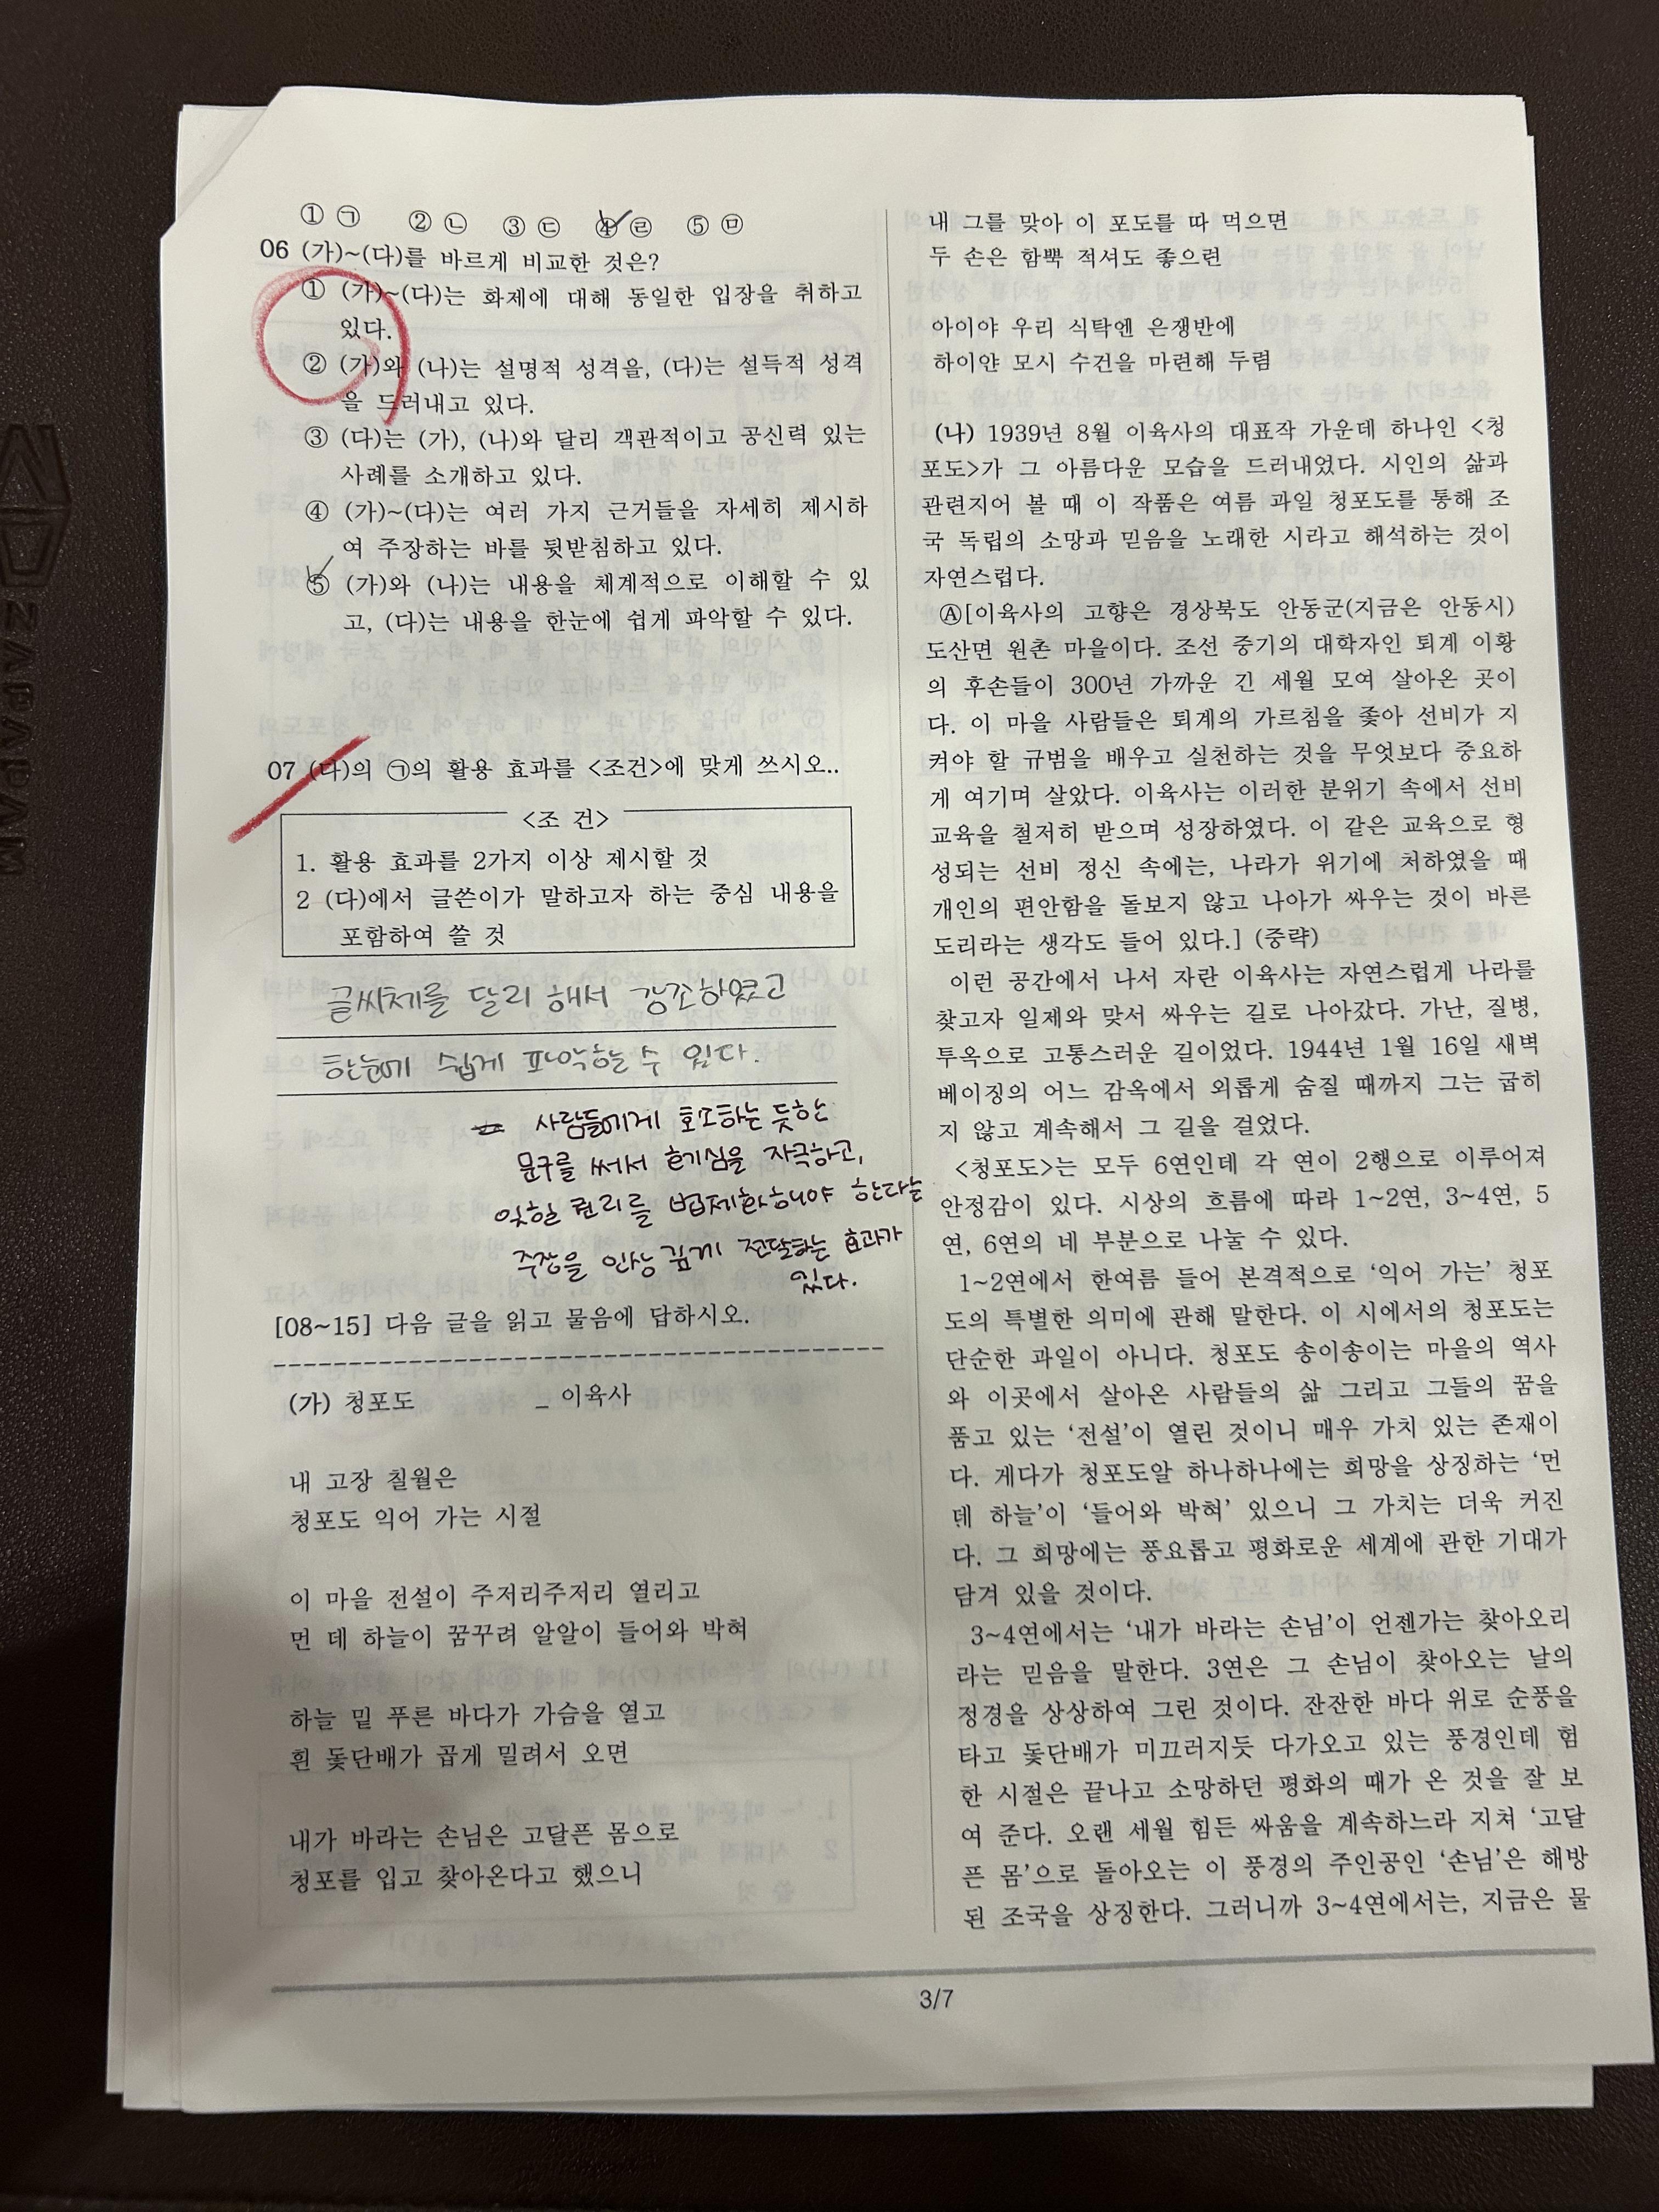 ① ㉠ ② ㉡ ③ ㉢ ④ ㉣ ⑤ ㉤
06 (가)~(다)를 바르게 비교한 것은?
① (가)~(다)는 화제에 대해 동일한 입장을 취하고
있다.
② (가)와 (나)는 설명적 성격을, (다)는 설득적 성격
을 드러내고 있다.
③ (다)는 (가), (나)와 달리 객관적이고 공신력 있는
사례를 소개하고 있다.
④ (가)~(다)는 여러 가지 근거들을 자세히 제시하
여 주장하는 바를 뒷받침하고 있다.
⑤ (가)와 (나)는 내용을 체계적으로 이해할 수 있
고, (다)는 내용을 한눈에 쉽게 파악할 수 있다.
07 (다)의 ㉠의 활용 효과를 <조건>에 맞게 쓰시오..
<조 건>
1. 활용 효과를 2가지 이상 제시할 것
2 (다)에서 글쓴이가 말하고자 하는 중심 내용을
포함하여 쓸 것
글씨체를 달리 해서 강조하였고
한눈에 쉽게 파악할 수 있다.
사람들에게 호소하는 듯한
문구를 써서 호기심을 자극하고,
잊힐 권리를 법제화해야 한다는
주장을 인상 깊게 전달하는 효과가
있다.
[08~15] 다음 글을 읽고 물음에 답하시오.
(가) 청포도 _ 이육사
내 고장 칠월은
청포도 익어 가는 시절
이 마을 전설이 주저리주저리 열리고
먼 데 하늘이 꿈꾸려 알알이 들어와 박혀
하늘 밑 푸른 바다가 가슴을 열고
흰 돛단배가 곱게 밀려서 오면
내가 바라는 손님은 고달픈 몸으로
청포를 입고 찾아온다고 했으니
내 그를 맞아 이 포도를 따 먹으면
두 손은 함뿍 적셔도 좋으련
아이야 우리 식탁엔 은쟁반에
하이얀 모시 수건을 마련해 두렴
(나) 1939년 8월 이육사의 대표작 가운데 하나인 <청
포도>가 그 아름다운 모습을 드러내었다. 시인의 삶과
관련지어 볼 때 이 작품은 여름 과일 청포도를 통해 조
국 독립의 소망과 믿음을 노래한 시라고 해석하는 것이
자연스럽다.
Ⓐ[이육사의 고향은 경상북도 안동군(지금은 안동시)
도산면 원촌 마을이다. 조선 중기의 대학자인 퇴계 이황
의 후손들이 300년 가까운 긴 세월 모여 살아온 곳이
다. 이 마을 사람들은 퇴계의 가르침을 좇아 선비가 지
켜야 할 규범을 배우고 실천하는 것을 무엇보다 중요하
게 여기며 살았다. 이육사는 이러한 분위기 속에서 선비
교육을 철저히 받으며 성장하였다. 이 같은 교육으로 형
성되는 선비 정신 속에는, 나라가 위기에 처하였을 때
개인의 편안함을 돌보지 않고 나아가 싸우는 것이 바른
도리라는 생각도 들어 있다.] (중략)
이런 공간에서 나서 자란 이육사는 자연스럽게 나라를
찾고자 일제와 맞서 싸우는 길로 나아갔다. 가난, 질병,
투옥으로 고통스러운 길이었다. 1944년 1월 16일 새벽
베이징의 어느 감옥에서 외롭게 숨질 때까지 그는 굽히
지 않고 계속해서 그 길을 걸었다.
<청포도>는 모두 6연인데 각 연이 2행으로 이루어져
안정감이 있다. 시상의 흐름에 따라 1~2연, 3~4연, 5
연, 6연의 네 부분으로 나눌 수 있다.
1~2연에서 한여름 들어 본격적으로 ‘익어 가는’ 청포
도의 특별한 의미에 관해 말한다. 이 시에서의 청포도는
단순한 과일이 아니다. 청포도 송이송이는 마을의 역사
와 이곳에서 살아온 사람들의 삶 그리고 그들의 꿈을
품고 있는 ‘전설’이 열린 것이니 매우 가치 있는 존재이
다. 게다가 청포도알 하나하나에는 희망을 상징하는 ‘먼
데 하늘’이 ‘들어와 박혀’ 있으니 그 가치는 더욱 커진
다. 그 희망에는 풍요롭고 평화로운 세계에 관한 기대가
담겨 있을 것이다.
3~4연에서는 ‘내가 바라는 손님’이 언젠가는 찾아오리
라는 믿음을 말한다. 3연은 그 손님이 찾아오는 날의
정경을 상상하여 그린 것이다. 잔잔한 바다 위로 순풍을
타고 돛단배가 미끄러지듯 다가오고 있는 풍경인데 험
한 시절은 끝나고 소망하던 평화의 때가 온 것을 잘 보
여 준다. 오랜 세월 힘든 싸움을 계속하느라 지쳐 ‘고달
픈 몸’으로 돌아오는 이 풍경의 주인공인 ‘손님’은 해방
된 조국을 상징한다. 그러니까 3~4연에서는, 지금은 물
3/7